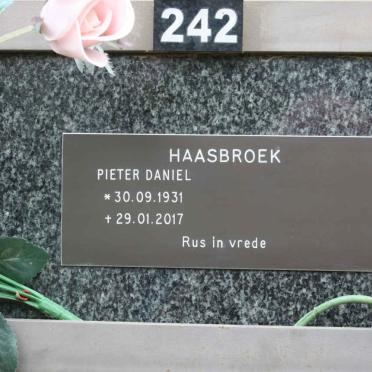 242
HAASBROEK
PIETER DANIEL
* 30.09.1931
+ 29.01.2017
Rus in vrede